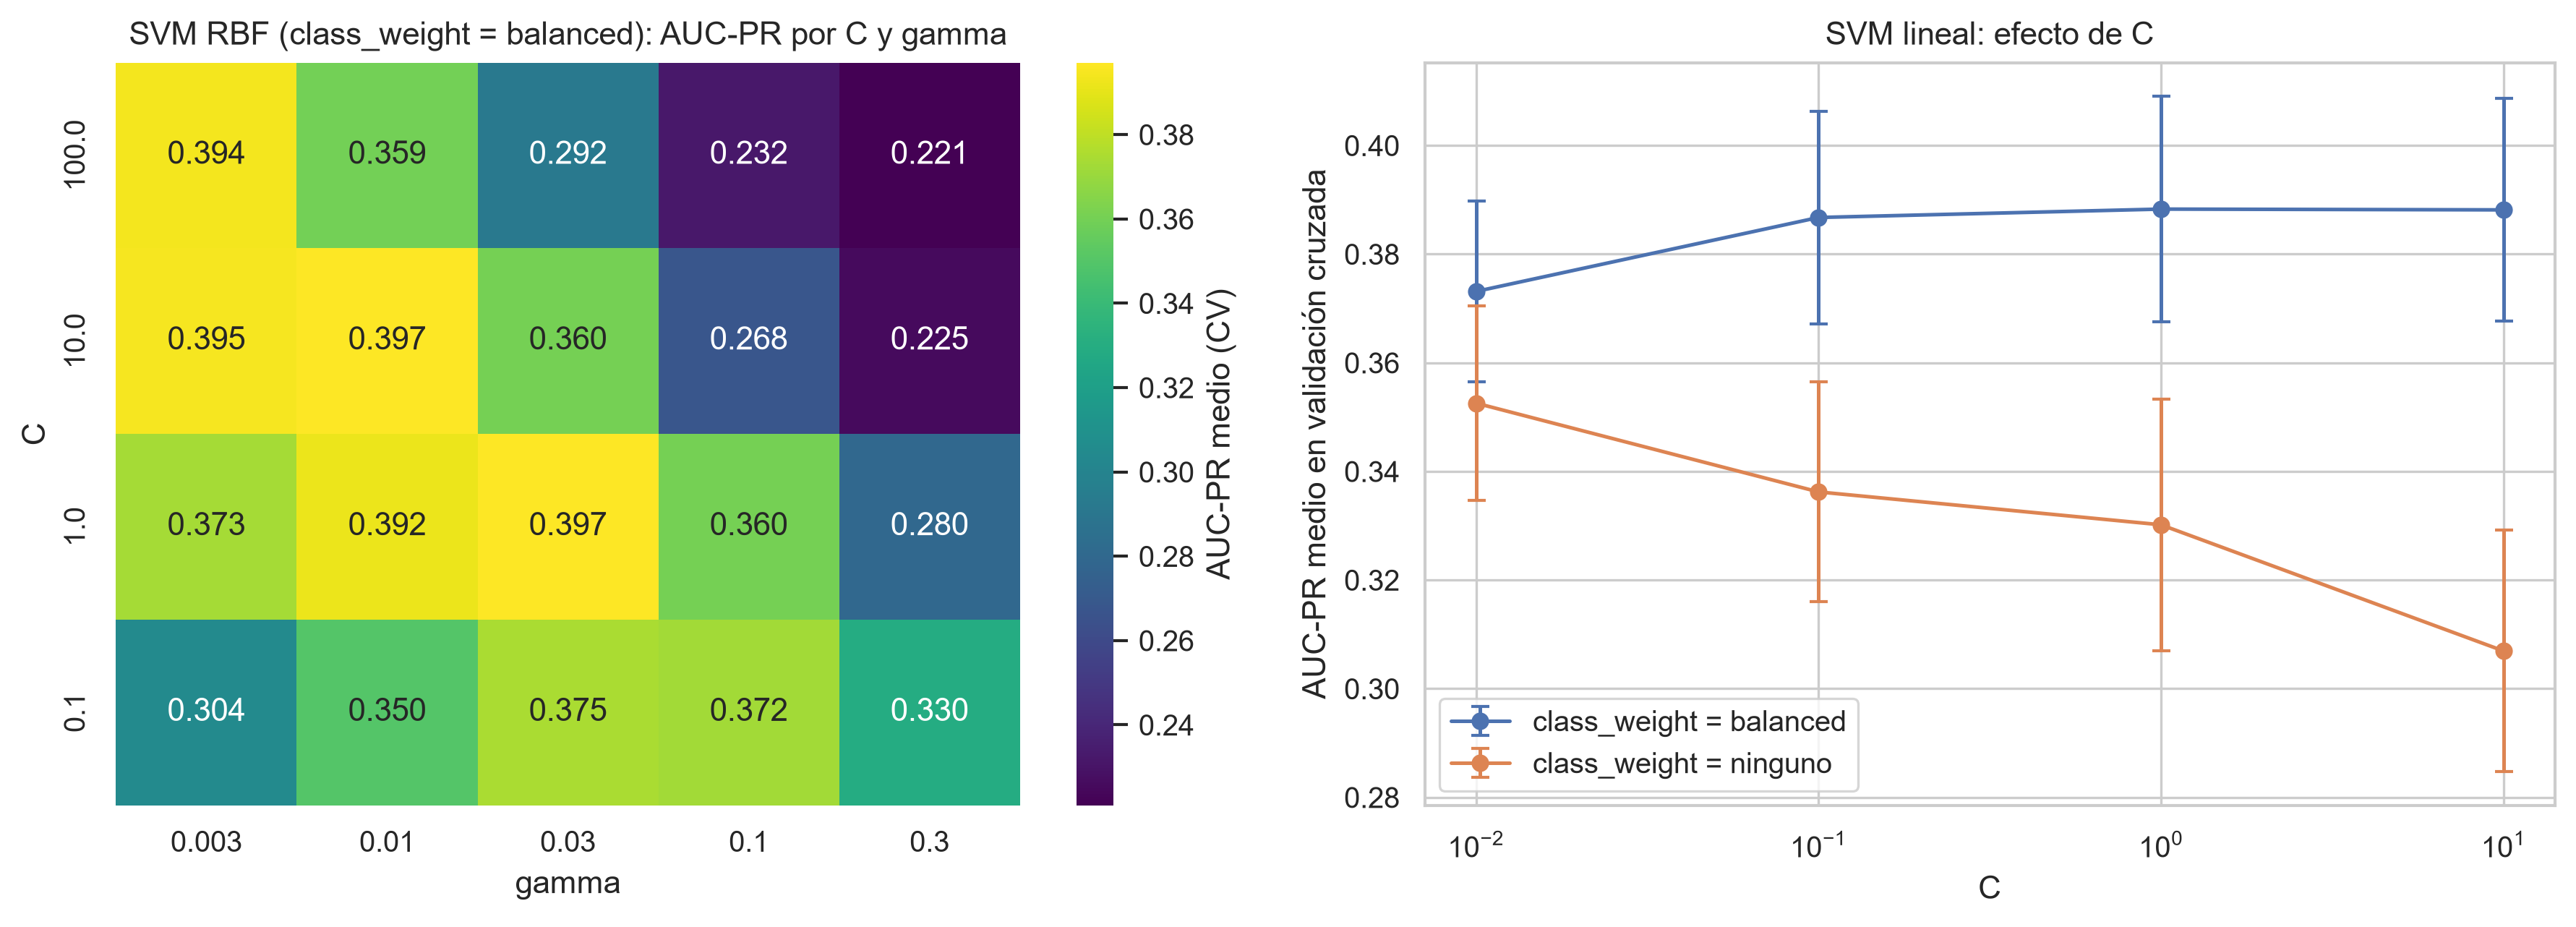 SVM RBF (class_weight = balanced): AUC-PR por C y gamma
C
100.0
0.394 0.359 0.292 0.232 0.221
10.0
0.395 0.397 0.360 0.268 0.225
1.0
0.373 0.392 0.397 0.360 0.280
0.1
0.304 0.350 0.375 0.372 0.330
0.003 0.01 0.03 0.1 0.3
gamma
0.38
0.36
0.34
0.32
0.30
0.28
0.26
0.24
AUC-PR medio (CV)
SVM lineal: efecto de C
AUC-PR medio en validación cruzada
0.40
0.38
0.36
0.34
0.32
0.30
0.28
class_weight = balanced
class_weight = ninguno
10⁻² 10⁻¹ 10⁰ 10¹
C